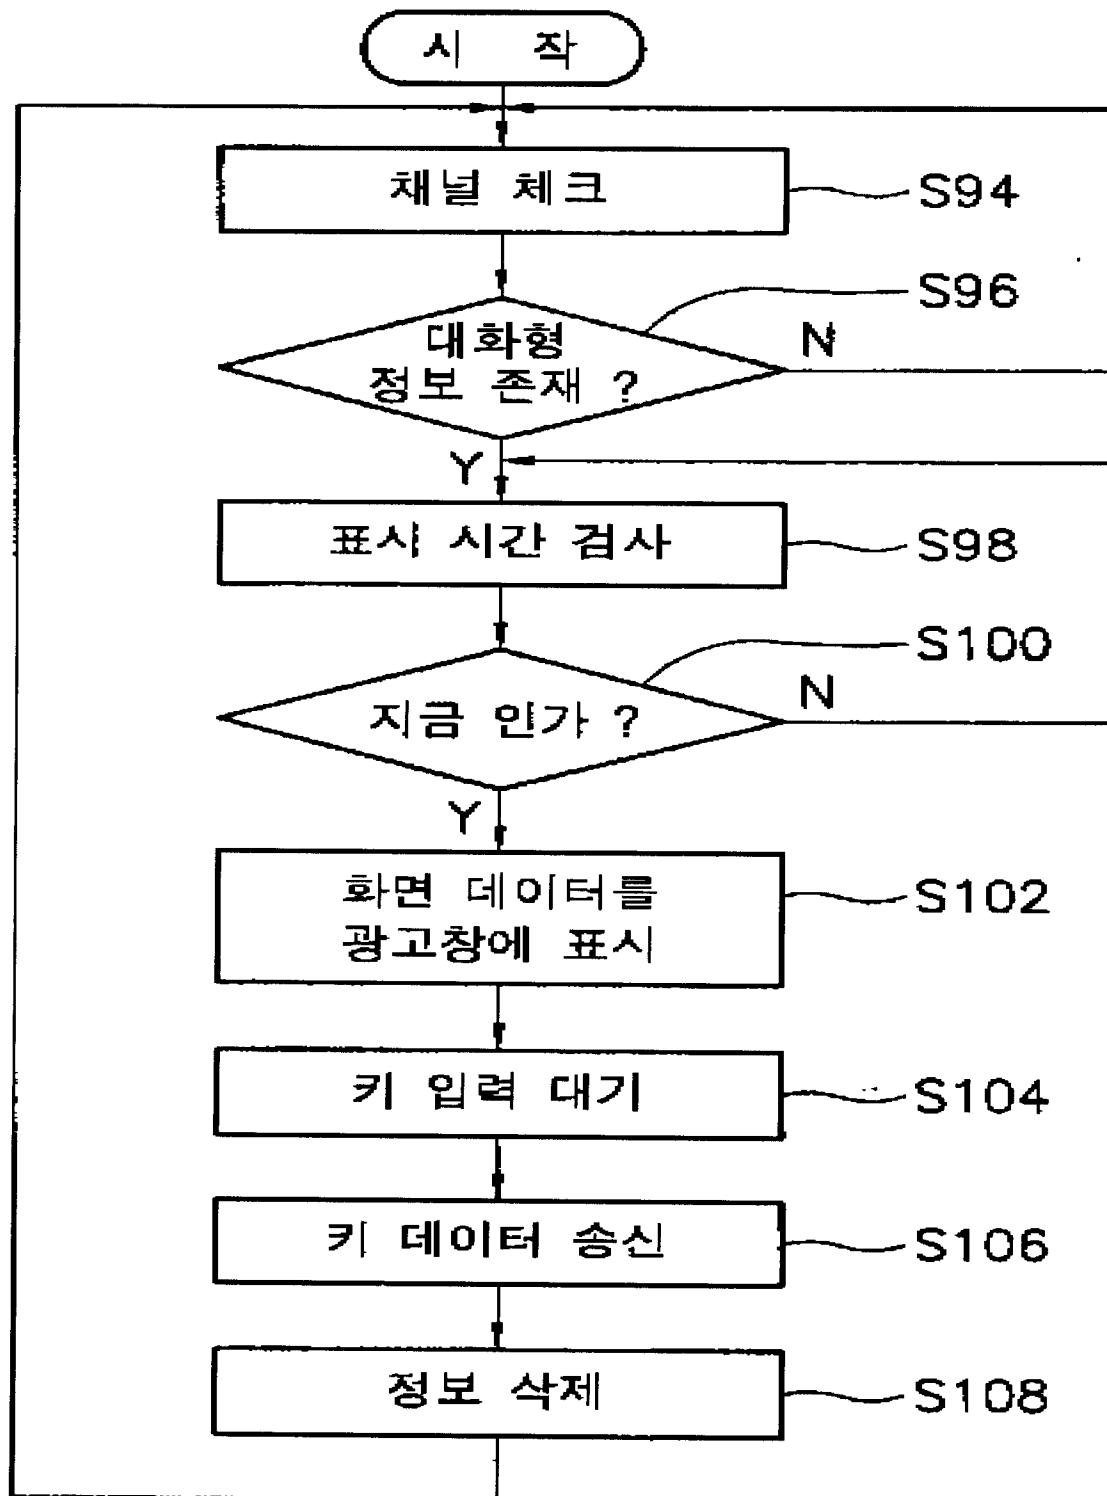 시 작
채널 체크
S94
S96
대화형
정보 존재 ?
N
Y
표시 시간 검사
S98
S100
지금 인가 ?
N
Y
화면 데이터를
광고창에 표시
S102
키 입력 대기
S104
키 데이터 송신
S106
정보 삭제
S108